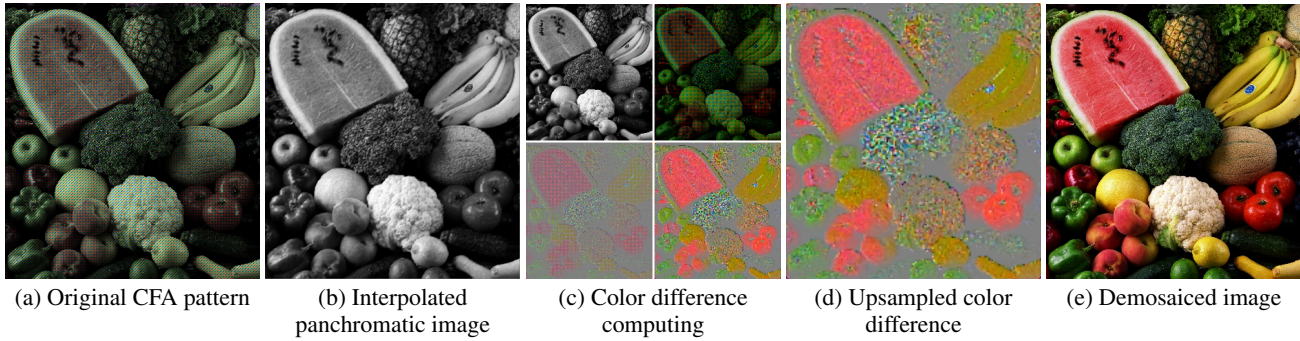 (a) Original CFA pattern
(b) Interpolated
panchromatic image
(c) Color difference
computing
(d) Upsampled color
difference
(e) Demosaiced image